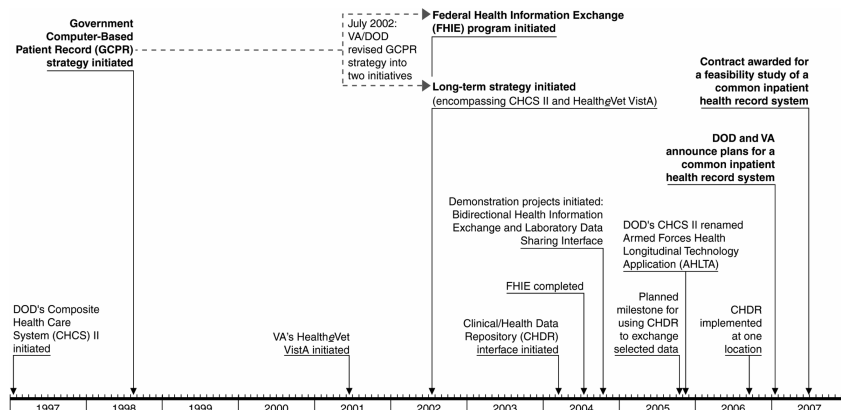 Government
Computer-Based
Patient Record (GCPR)
strategy initiated
July 2002:
VA/DOD
revised GCPR
strategy into
two initiatives
Federal Health Information Exchange
(FHIE) program initiated
Long-term strategy initiated
(encompassing CHCS II and HealtheVet VistA)
Contract awarded for
a feasibility study of a
common inpatient
health record system
DOD and VA
announce plans for a
common inpatient
health record system
Demonstration projects initiated:
Bidirectional Health Information
Exchange and Laboratory Data
Sharing Interface
DOD's CHCS II renamed
Armed Forces Health
Longitudinal Technology
Application (AHLTA)
FHIE completed
DOD's Composite
Health Care
System (CHCS) II
initiated
VA's HealtheVet
VistA initiated
Clinical/Health Data
Repository (CHDR)
interface initiated
Planned
milestone for
using CHDR
to exchange
selected data
CHDR
implemented
at one
location
1997 1998 1999 2000 2001 2002 2003 2004 2005 2006 2007